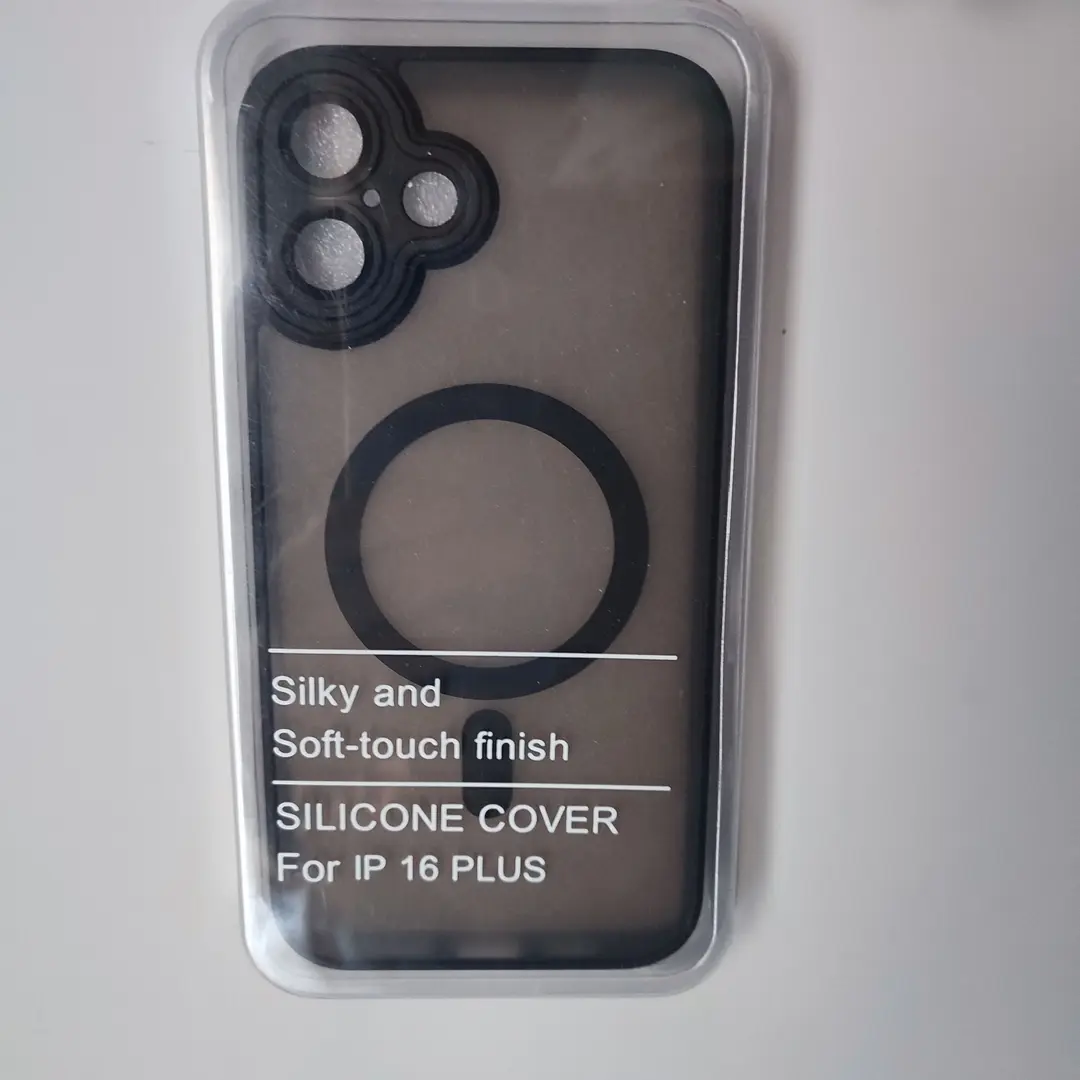 Silky and
Soft-touch finish
SILICONE COVER
For IP 16 PLUS